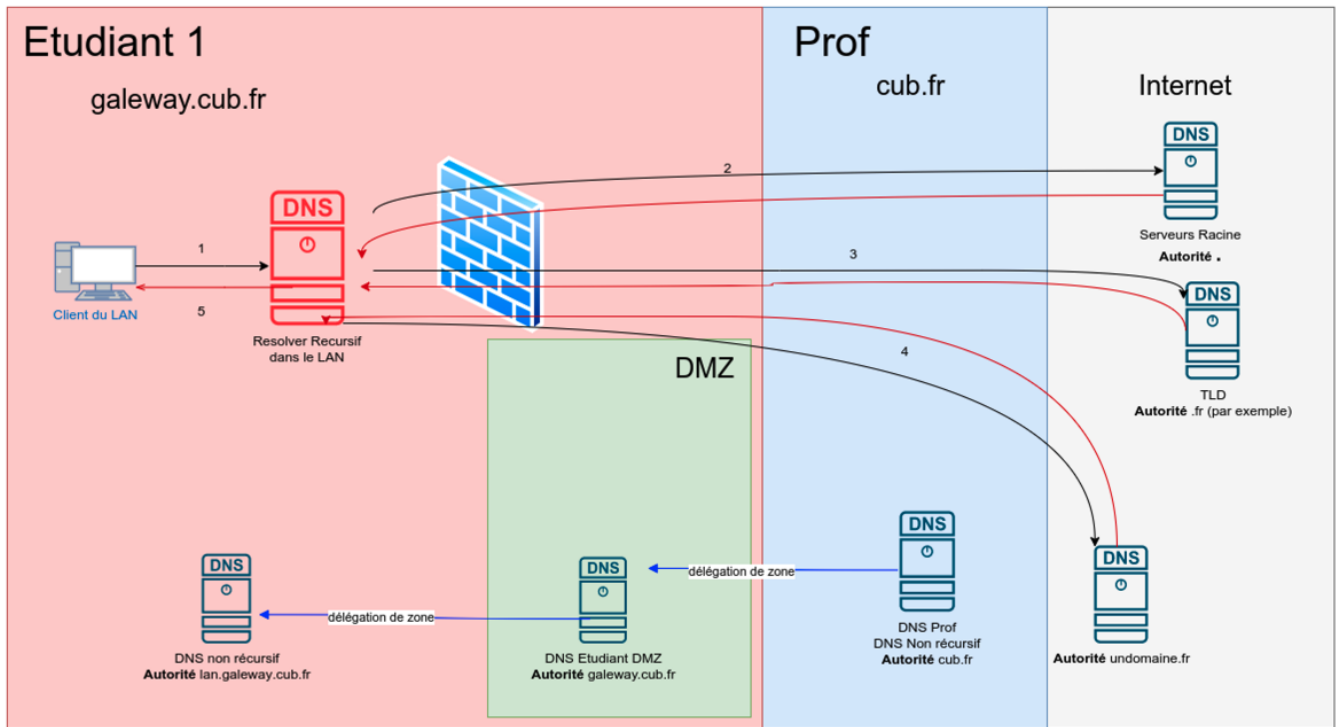 Etudiant 1
galeway.cub.fr
Prof
cub.fr
Internet
DNS
Serveurs Racine
Autorité .
2
DNS
1
5
Client du LAN
Resolver Recursif
dans le LAN
3
DNS
TLD
Autorité .fr (par exemple)
4
DMZ
DNS
DNS non récursif
Autorité lan.galeway.cub.fr
délégation de zone
DNS
DNS Etudiant DMZ
Autorité galeway.cub.fr
délégation de zone
DNS
DNS Prof
DNS Non récursif
Autorité cub.fr
DNS
Autorité undomaine.fr